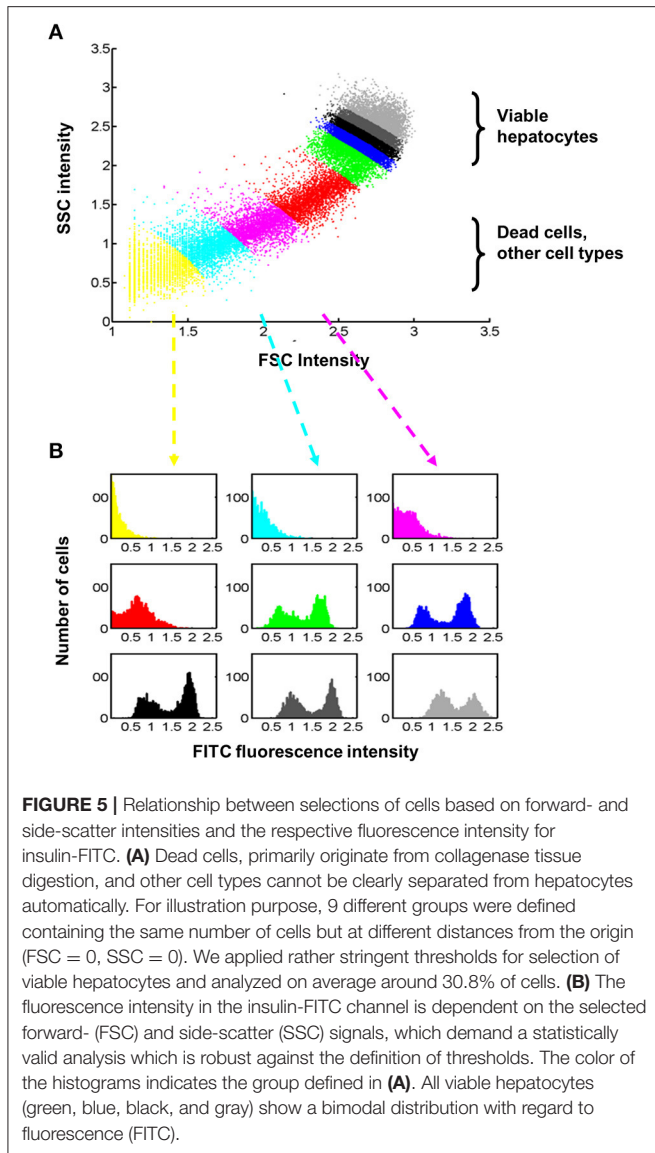 A
3.5
3
2.5
2
1.5
1
0.5
0
SSC intensity
Viable
hepatocytes
Dead cells,
other cell types
1
1.5
2
2.5
3
3.5
FSC Intensity
B
Number of cells
00
0
0.5 1 1.5 2 2.5
100
0
0.5 1 1.5 2 2.5
100
0
0.5 1 1.5 2 2.5
00
0
0.5 1 1.5 2 2.5
100
0
0.5 1 1.5 2 2.5
100
0
0.5 1 1.5 2 2.5
00
0
0.5 1 1.5 2 2.5
100
0
0.5 1 1.5 2 2.5
100
0
0.5 1 1.5 2 2.5
FITC fluorescence intensity
FIGURE 5 | Relationship between selections of cells based on forward- and
side-scatter intensities and the respective fluorescence intensity for
insulin-FITC. (A) Dead cells, primarily originate from collagenase tissue
digestion, and other cell types cannot be clearly separated from hepatocytes
automatically. For illustration purpose, 9 different groups were defined
containing the same number of cells but at different distances from the origin
(FSC = 0, SSC = 0). We applied rather stringent thresholds for selection of
viable hepatocytes and analyzed on average around 30.8% of cells. (B) The
fluorescence intensity in the insulin-FITC channel is dependent on the selected
forward- (FSC) and side-scatter (SSC) signals, which demand a statistically
valid analysis which is robust against the definition of thresholds. The color of
the histograms indicates the group defined in (A). All viable hepatocytes
(green, blue, black, and gray) show a bimodal distribution with regard to
fluorescence (FITC).